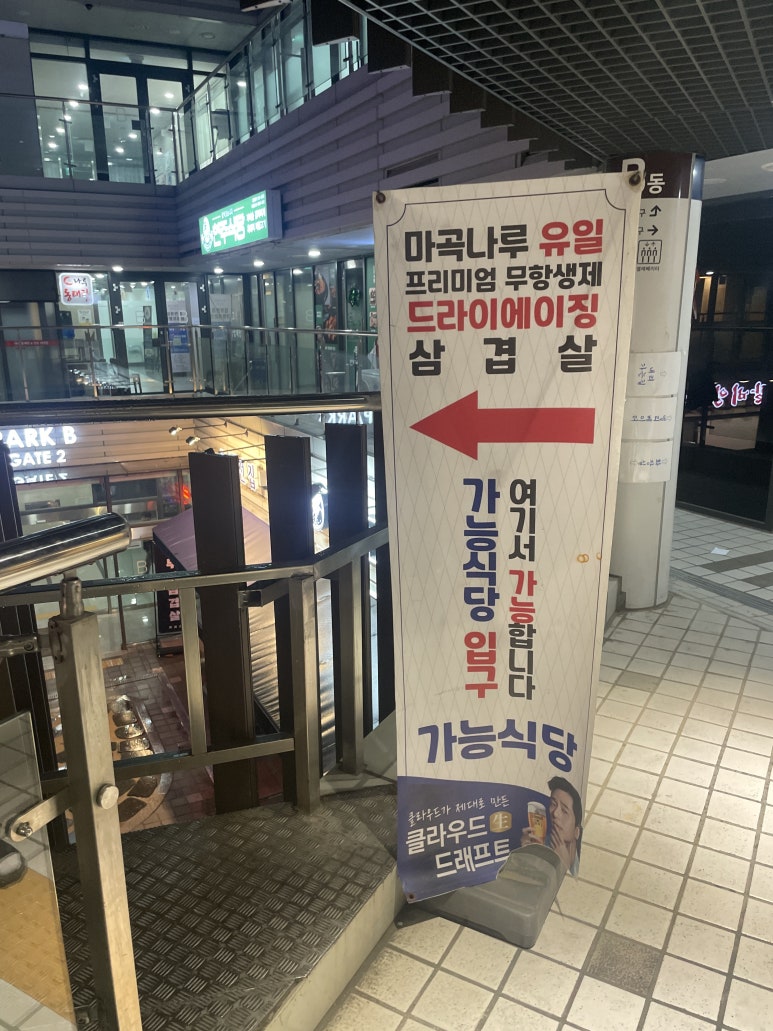 마곡나루 유일
프리미엄 무항생제
드라이에이징
삼 겹 살
여기서 가능합니다
가능식당 입구
가능식당
클라우드가 제대로 만든
클라우드 生
드래프트
PARK B
GATE 2
PARK
B동